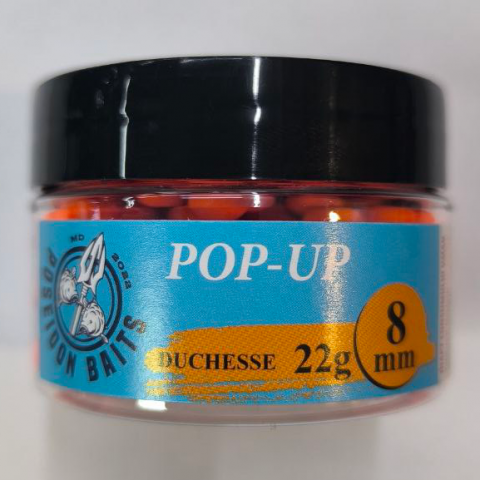 MD 2022
POSEIDON BAITS
POP-UP
DUCHESSE 22g
8
mm